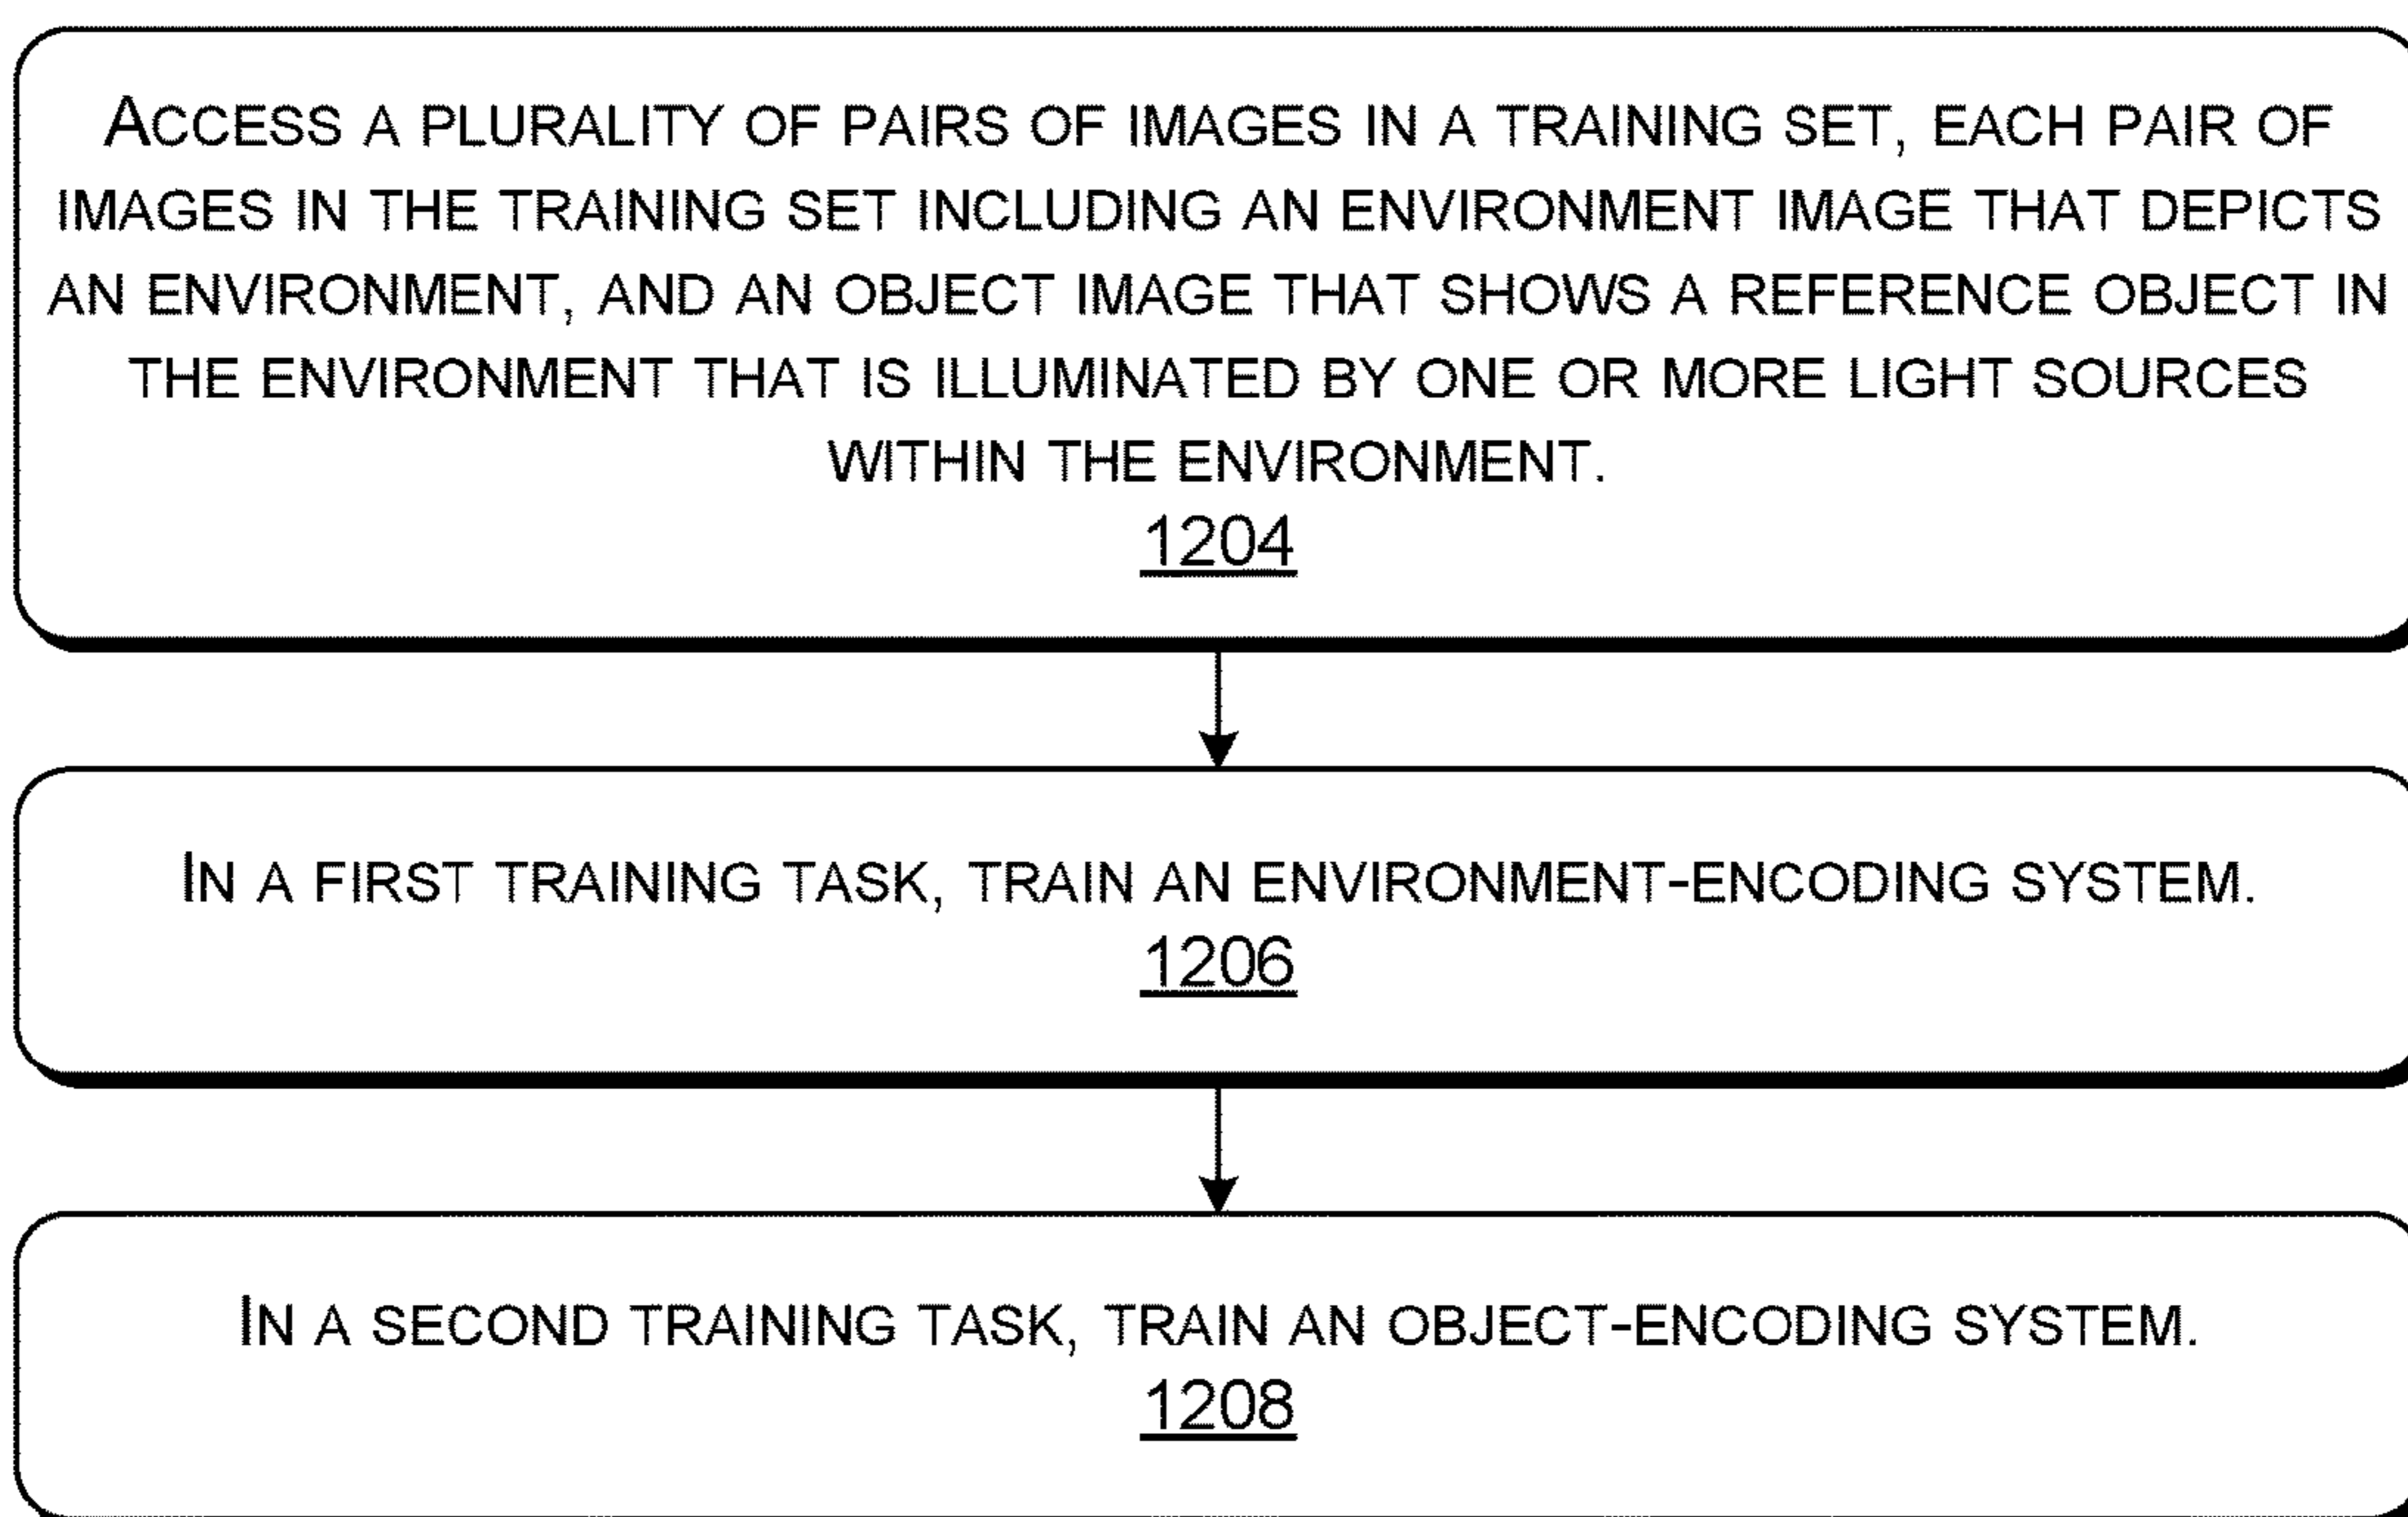 ACCESS A PLURALITY OF PAIRS OF IMAGES IN A TRAINING SET, EACH PAIR OF
IMAGES IN THE TRAINING SET INCLUDING AN ENVIRONMENT IMAGE THAT DEPICTS
AN ENVIRONMENT, AND AN OBJECT IMAGE THAT SHOWS A REFERENCE OBJECT IN
THE ENVIRONMENT THAT IS ILLUMINATED BY ONE OR MORE LIGHT SOURCES
WITHIN THE ENVIRONMENT.
1204
IN A FIRST TRAINING TASK, TRAIN AN ENVIRONMENT-ENCODING SYSTEM.
1206
IN A SECOND TRAINING TASK, TRAIN AN OBJECT-ENCODING SYSTEM.
1208